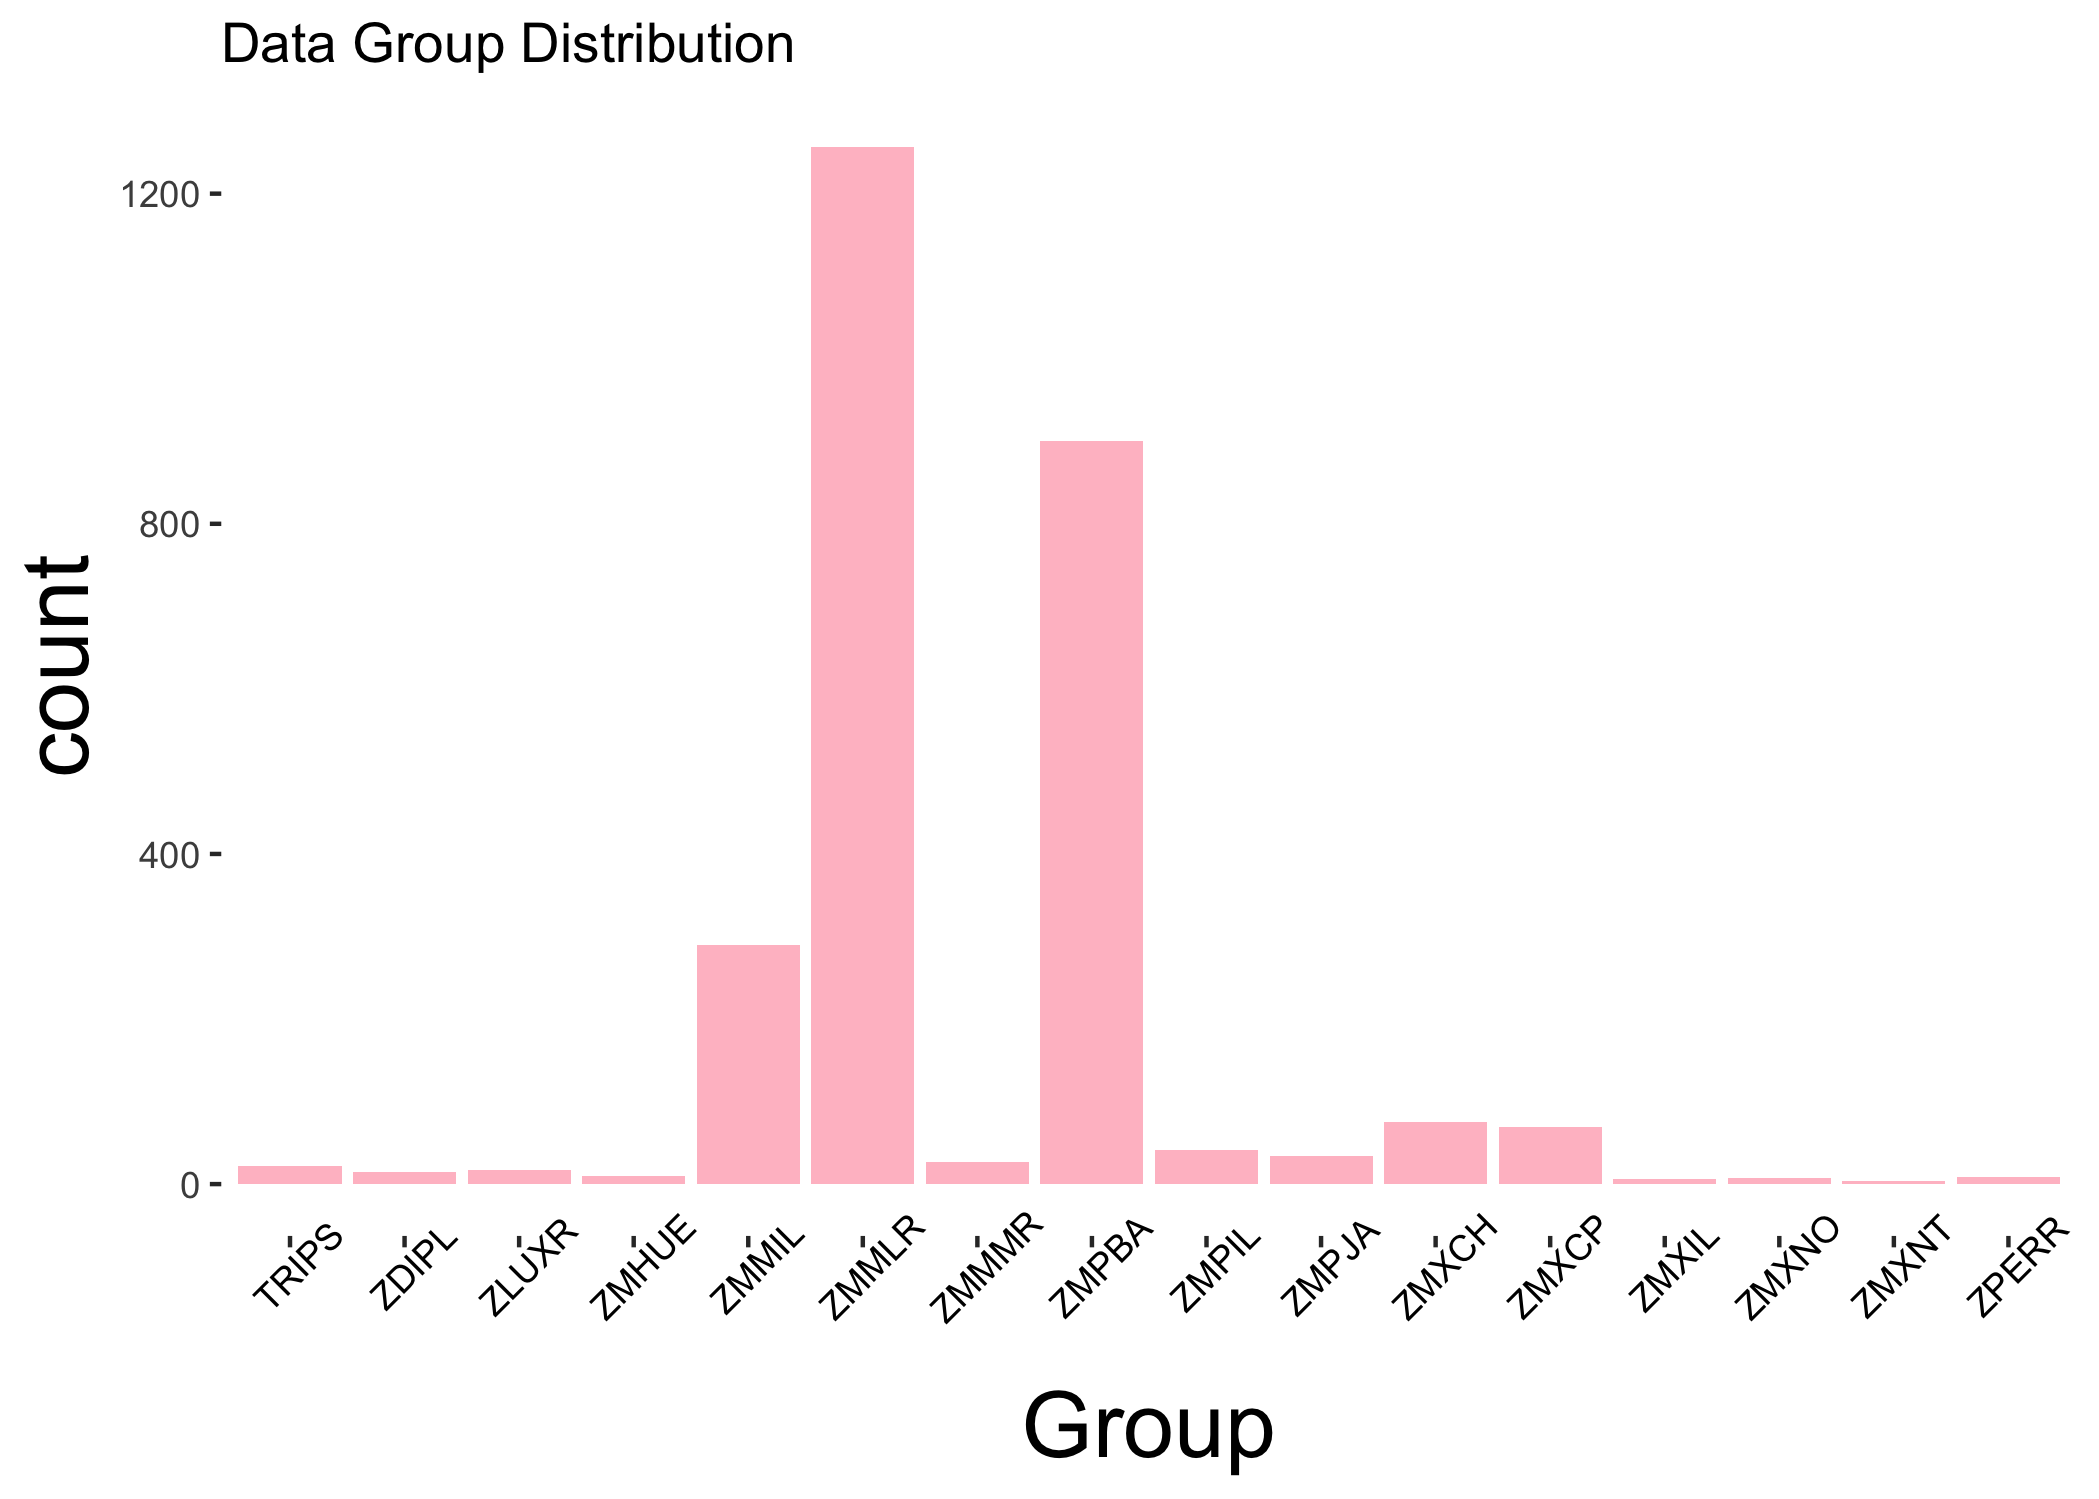 Data Group Distribution
1200
800
400
0
count
TRIPS
ZDIPL
ZLUXR
ZMHUE
ZMMIL
ZMMLR
ZMMMR
ZMPBA
ZMPIL
ZMPJA
ZMXCH
ZMXCP
ZMXIL
ZMXNO
ZMXNT
ZPERR
Group